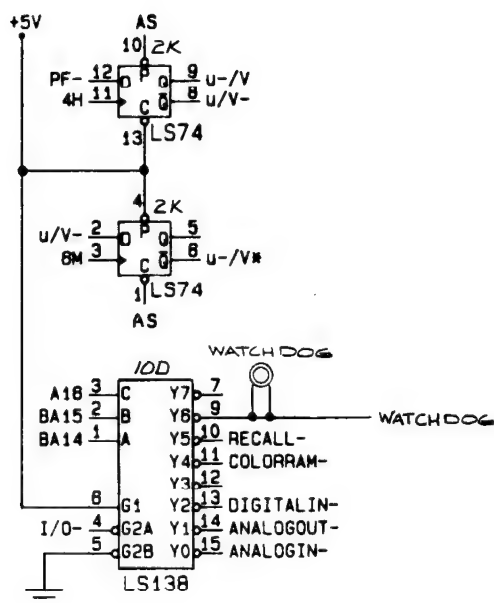 +5V
AS
10 2K
PF- 12 D P Q 9 u-/V
4H 11 Q 8 u/V-
C
13 LS74
4 2K
u/V- 2 D P Q 5
8M 3 Q 6 u-/V*
C
1 LS74
AS
WATCHDOG
10D
A16 3 C Y7 7
BA15 2 B Y6 9 WATCHDOG
BA14 1 A Y5 10 RECALL-
Y4 11 COLORRAM-
Y3 12
6 G1 Y2 13 DIGITALIN-
I/O- 4 G2A Y1 14 ANALOGOUT-
5 G2B Y0 15 ANALOGIN-
LS138